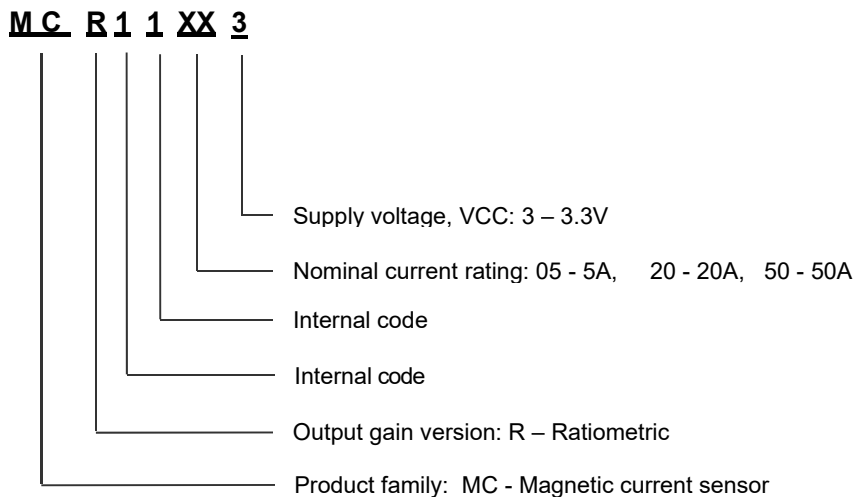 MC R 1 1 XX 3
Supply voltage, VCC: 3 – 3.3V
Nominal current rating: 05 - 5A, 20 - 20A, 50 - 50A
Internal code
Internal code
Output gain version: R – Ratiometric
Product family: MC - Magnetic current sensor